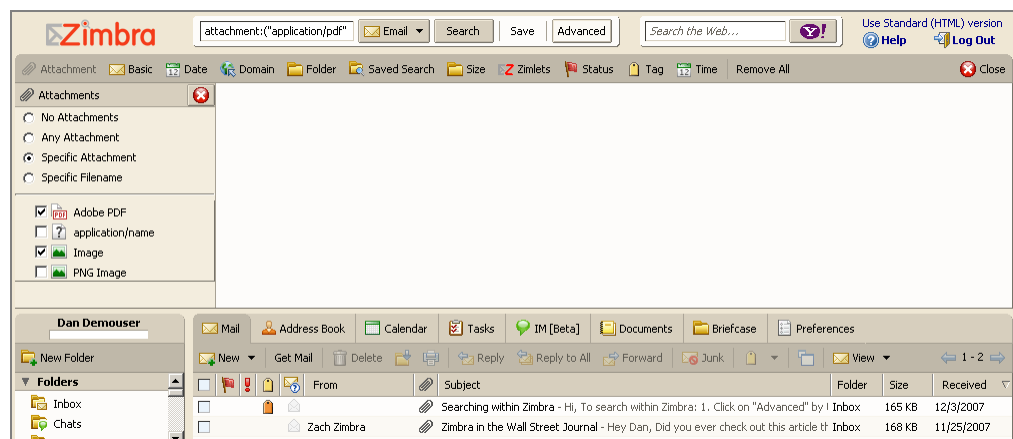 Zimbra attachment:("application/pdf" Email Search Save Advanced Search the Web... Y! Use Standard (HTML) version
Help Log Out
Attachment Basic Date Domain Folder Saved Search Size Zimlets Status Tag Time Remove All Close
Attachments
No Attachments
Any Attachment
Specific Attachment
Specific Filename
Adobe PDF
application/name
Image
PNG Image
Dan Demouser
Mail Address Book Calendar Tasks IM [Beta] Documents Briefcase Preferences
New Folder
New Get Mail Delete Reply Reply to All Forward Junk View 1 - 2
Folders
From Subject Folder Size Received
Inbox
Searching within Zimbra - Hi, To search within Zimbra: 1. Click on "Advanced" by Inbox 165 KB 12/3/2007
Chats
Zach Zimbra Zimbra in the Wall Street Journal - Hey Dan, Did you ever check out this article th Inbox 168 KB 11/25/2007